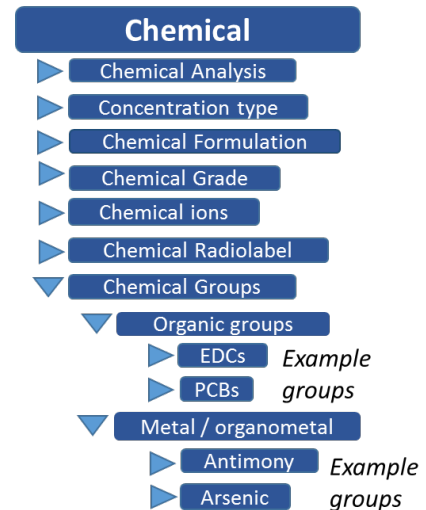 Chemical
Chemical Analysis
Concentration type
Chemical Formulation
Chemical Grade
Chemical ions
Chemical Radiolabel
Chemical Groups
Organic groups
EDCs Example
PCBs groups
Metal / organometal
Antimony Example
Arsenic groups